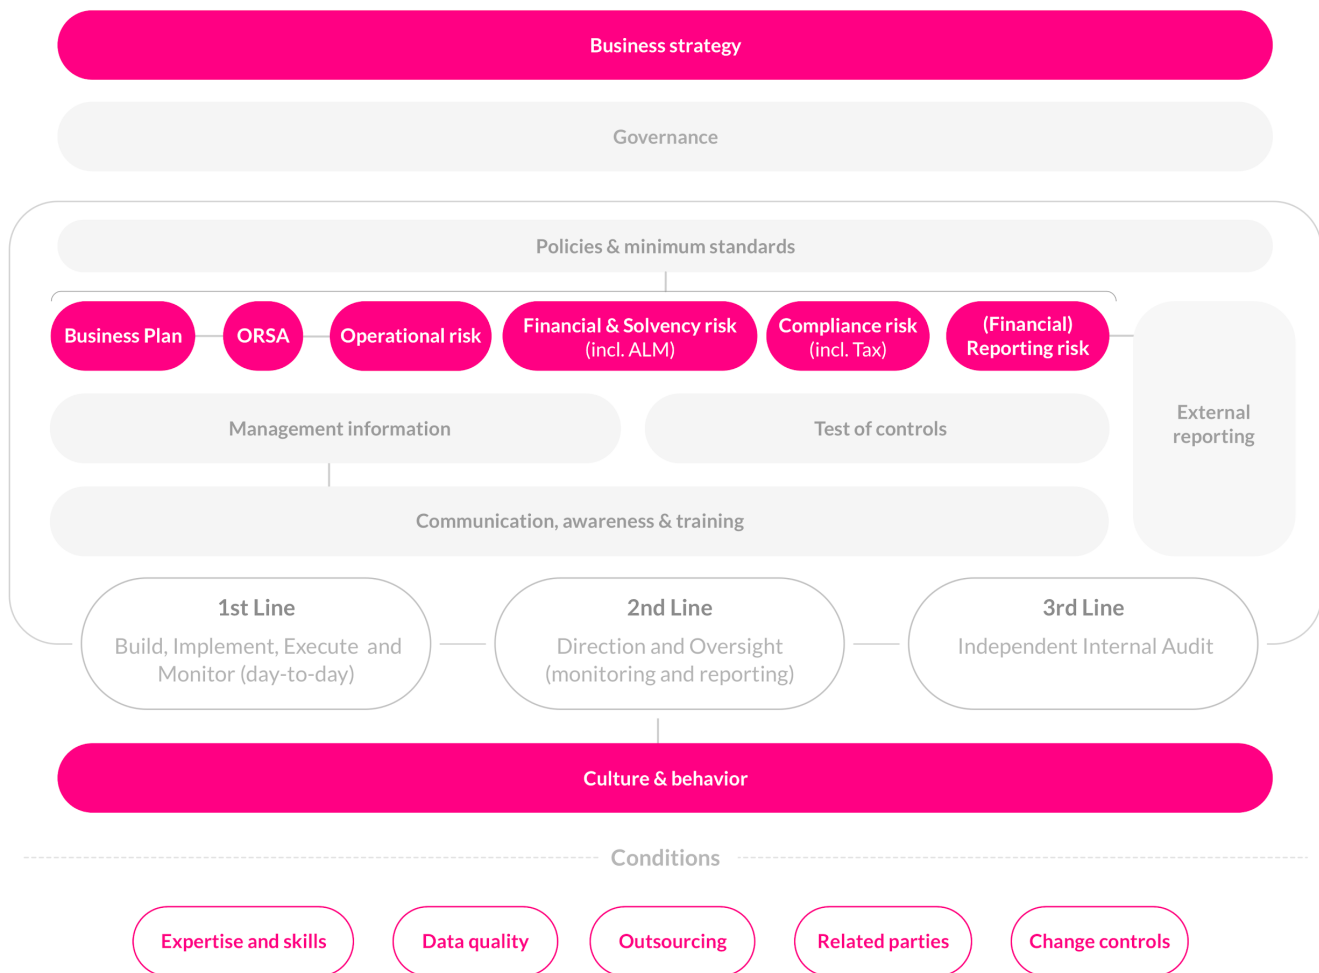 Business strategy
Governance
Policies & minimum standards
Business Plan
ORSA
Operational risk
Financial & Solvency risk
(incl. ALM)
Compliance risk
(incl. Tax)
(Financial)
Reporting risk
Management information
Test of controls
External
reporting
Communication, awareness & training
1st Line
Build, Implement, Execute and
Monitor (day-to-day)
2nd Line
Direction and Oversight
(monitoring and reporting)
3rd Line
Independent Internal Audit
Culture & behavior
Conditions
Expertise and skills
Data quality
Outsourcing
Related parties
Change controls